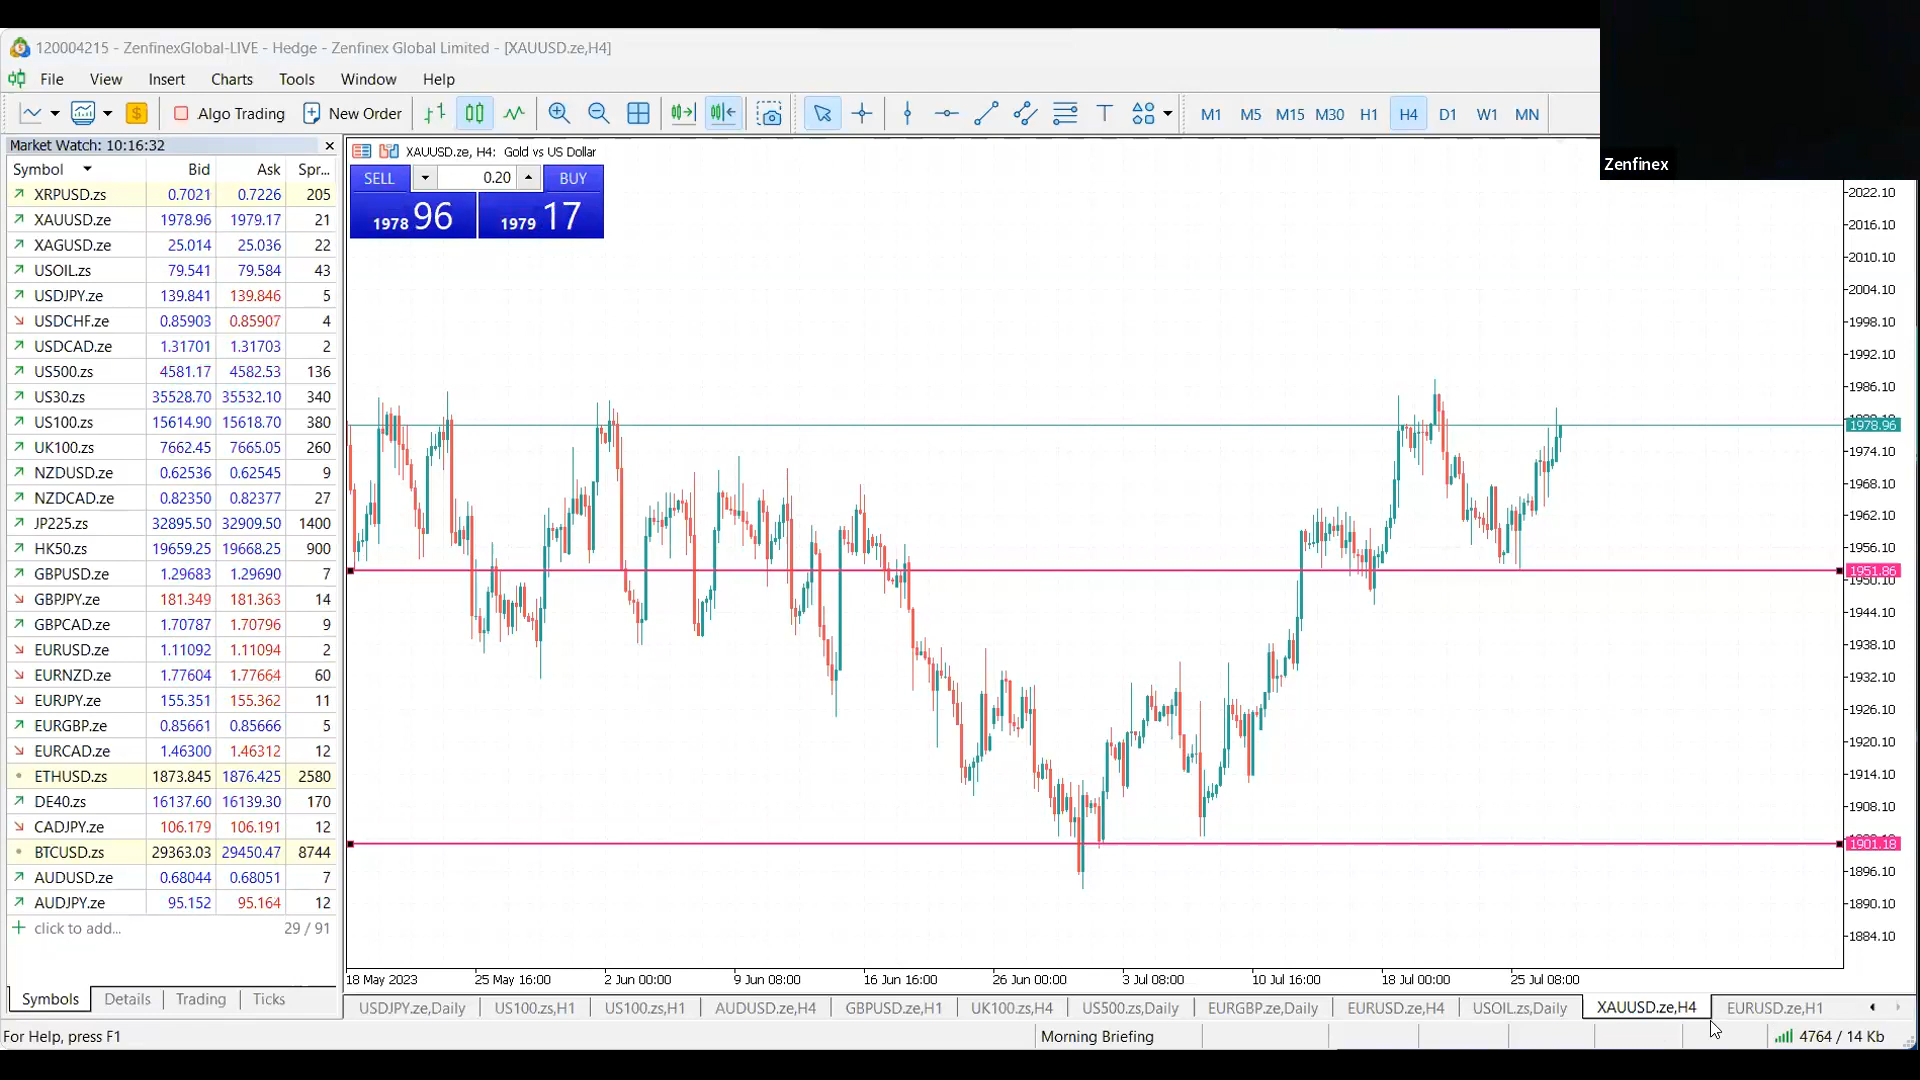 120004215 - ZenfinexGlobal-LIVE - Hedge - Zenfinex Global Limited - [XAUUSD.ze,H4]
File View Insert Charts Tools Window Help
Algo Trading New Order T M1 M5 M15 M30 H1 H4 D1 W1 MN
Zenfinex
Market Watch: 10:16:32
Symbol Bid Ask Spr...
XRPUSD.zs 0.7021 0.7226 205
XAUUSD.ze 1978.96 1979.17 21
XAGUSD.ze 25.014 25.036 22
USOIL.zs 79.541 79.584 43
USDJPY.ze 139.841 139.846 5
USDCHF.ze 0.85903 0.85907 4
USDCAD.ze 1.31701 1.31703 2
US500.zs 4581.17 4582.53 136
US30.zs 35528.70 35532.10 340
US100.zs 15614.90 15618.70 380
UK100.zs 7662.45 7665.05 260
NZDUSD.ze 0.62536 0.62545 9
NZDCAD.ze 0.82350 0.82377 27
JP225.zs 32895.50 32909.50 1400
HK50.zs 19659.25 19668.25 900
GBPUSD.ze 1.29683 1.29690 7
GBPJPY.ze 181.349 181.363 14
GBPCAD.ze 1.70787 1.70796 9
EURUSD.ze 1.11092 1.11094 2
EURNZD.ze 1.77604 1.77664 60
EURJPY.ze 155.351 155.362 11
EURGBP.ze 0.85661 0.85666 5
EURCAD.ze 1.46300 1.46312 12
ETHUSD.zs 1873.845 1876.425 2580
DE40.zs 16137.60 16139.30 170
CADJPY.ze 106.179 106.191 12
BTCUSD.zs 29363.03 29450.47 8744
AUDUSD.ze 0.68044 0.68051 7
AUDJPY.ze 95.152 95.164 12
click to add... 29 / 91
Symbols Details Trading Ticks
XAUUSD.ze, H4: Gold vs US Dollar
SELL 0.20 BUY
1978 96 1979 17
2022.10
2016.10
2010.10
2004.10
1998.10
1992.10
1986.10
1978.96
1974.10
1968.10
1962.10
1956.10
1951.86
1950.10
1944.10
1938.10
1932.10
1926.10
1920.10
1914.10
1908.10
1901.18
1896.10
1890.10
1884.10
18 May 2023 25 May 16:00 2 Jun 00:00 9 Jun 08:00 16 Jun 16:00 26 Jun 00:00 3 Jul 08:00 10 Jul 16:00 18 Jul 00:00 25 Jul 08:00
USDJPY.ze,Daily US100.zs,H1 US100.zs,H1 AUDUSD.ze,H4 GBPUSD.ze,H1 UK100.zs,H4 US500.zs,Daily EURGBP.ze,Daily EURUSD.ze,H4 USOIL.zs,Daily XAUUSD.ze,H4 EURUSD.ze,H1
For Help, press F1 Morning Briefing 4764 / 14 Kb